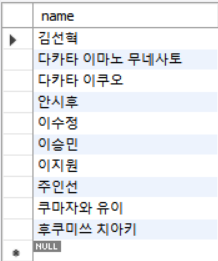 name
김선혁
다카타 이마노 무네사토
다카타 이쿠오
안시후
이수정
이승민
이지원
주인선
쿠마자와 유이
후쿠미쓰 치아키
NULL